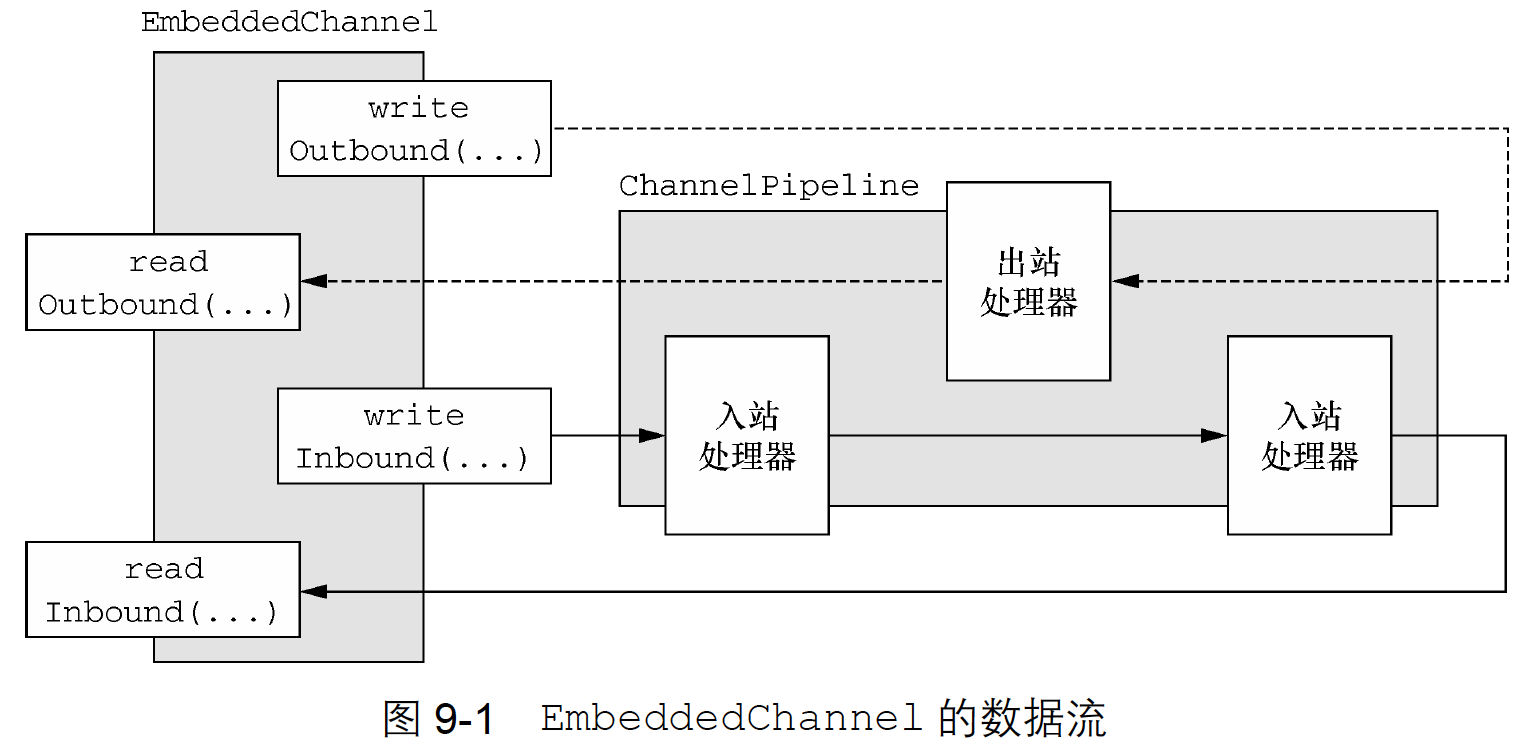 EmbeddedChannel
write
Outbound(...)
ChannelPipeline
read
Outbound(...)
出站
处理器
write
Inbound(...)
入站
处理器
入站
处理器
read
Inbound(...)
图 9-1 EmbeddedChannel 的数据流